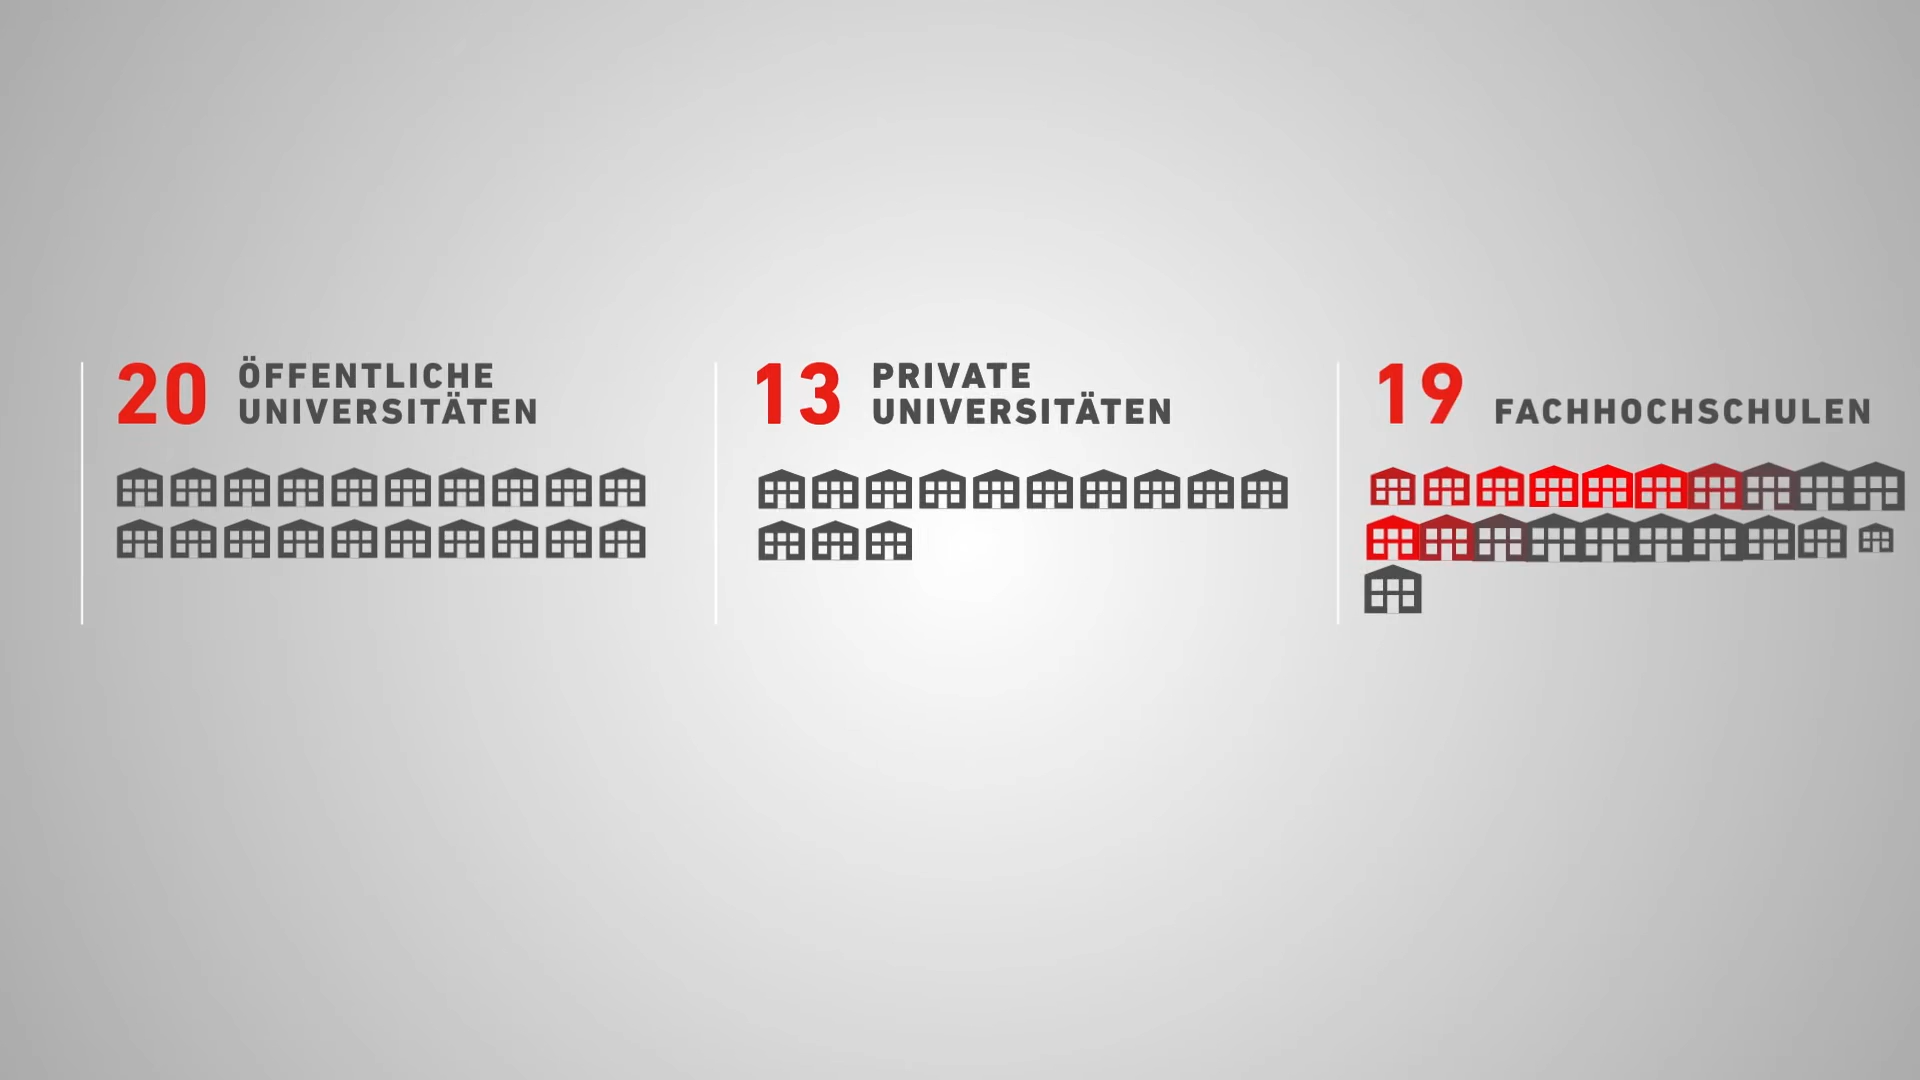 20 ÖFFENTLICHE
UNIVERSITÄTEN
13 PRIVATE
UNIVERSITÄTEN
19 FACHHOCHSCHULEN